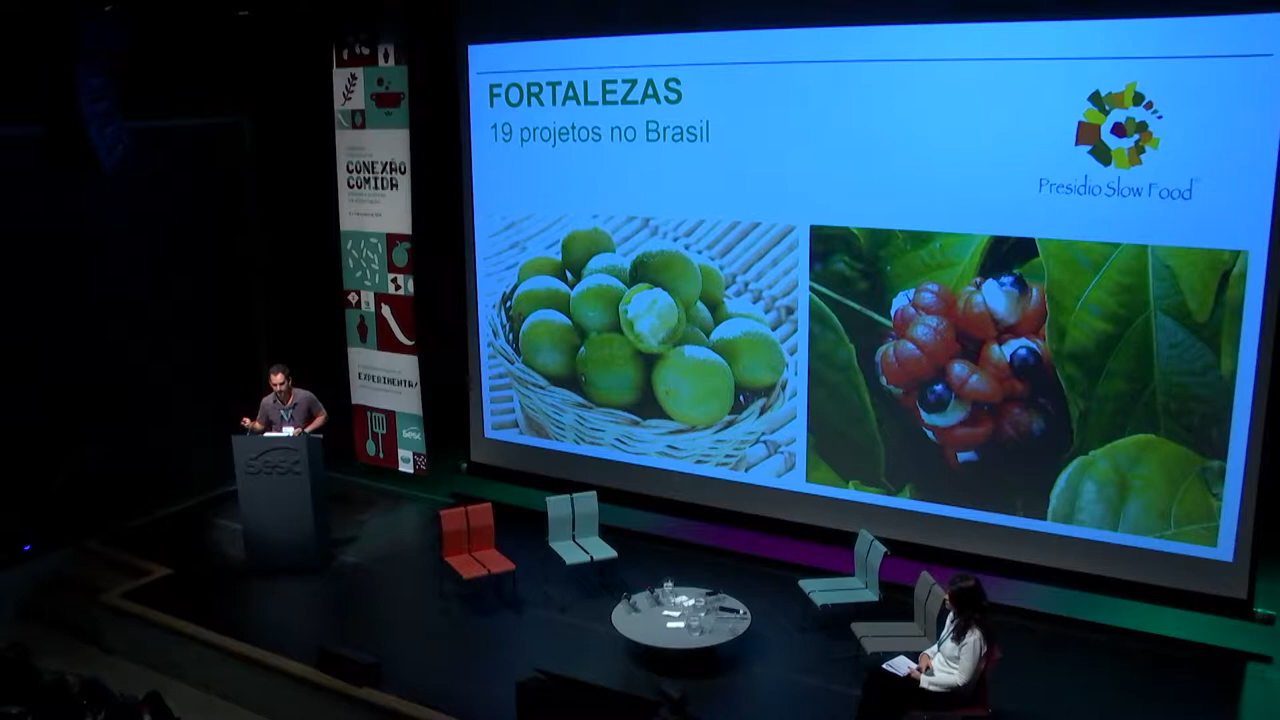 FORTALEZAS
19 projetos no Brasil
Presidio Slow Food
CONEXÃO
COMIDA
EXPERIMENTA!
sesc
sesc